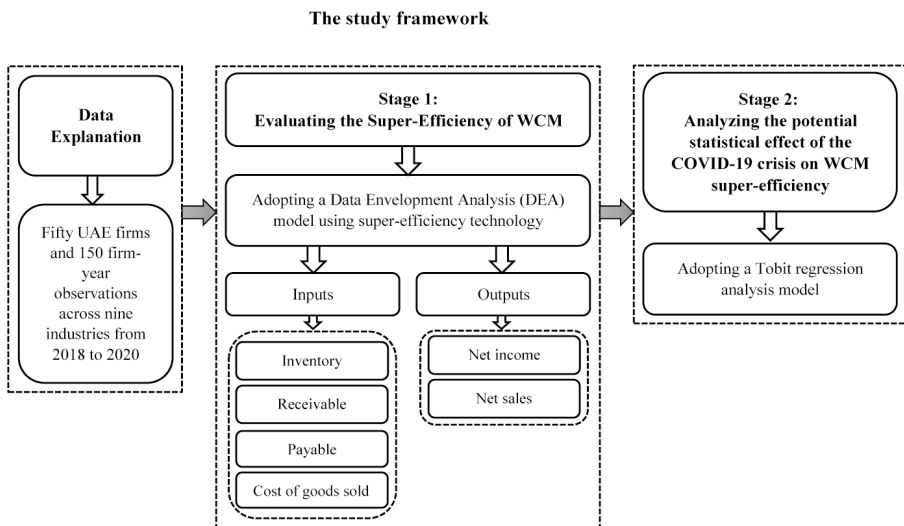 The study framework
Data
Explanation
Fifty UAE firms
and 150 firm-
year
observations
across nine
industries from
2018 to 2020
Stage 1:
Evaluating the Super-Efficiency of WCM
Adopting a Data Envelopment Analysis (DEA)
model using super-efficiency technology
Inputs
Inventory
Receivable
Payable
Cost of goods sold
Outputs
Net income
Net sales
Stage 2:
Analyzing the potential
statistical effect of the
COVID-19 crisis on WCM
super-efficiency
Adopting a Tobit regression
analysis model